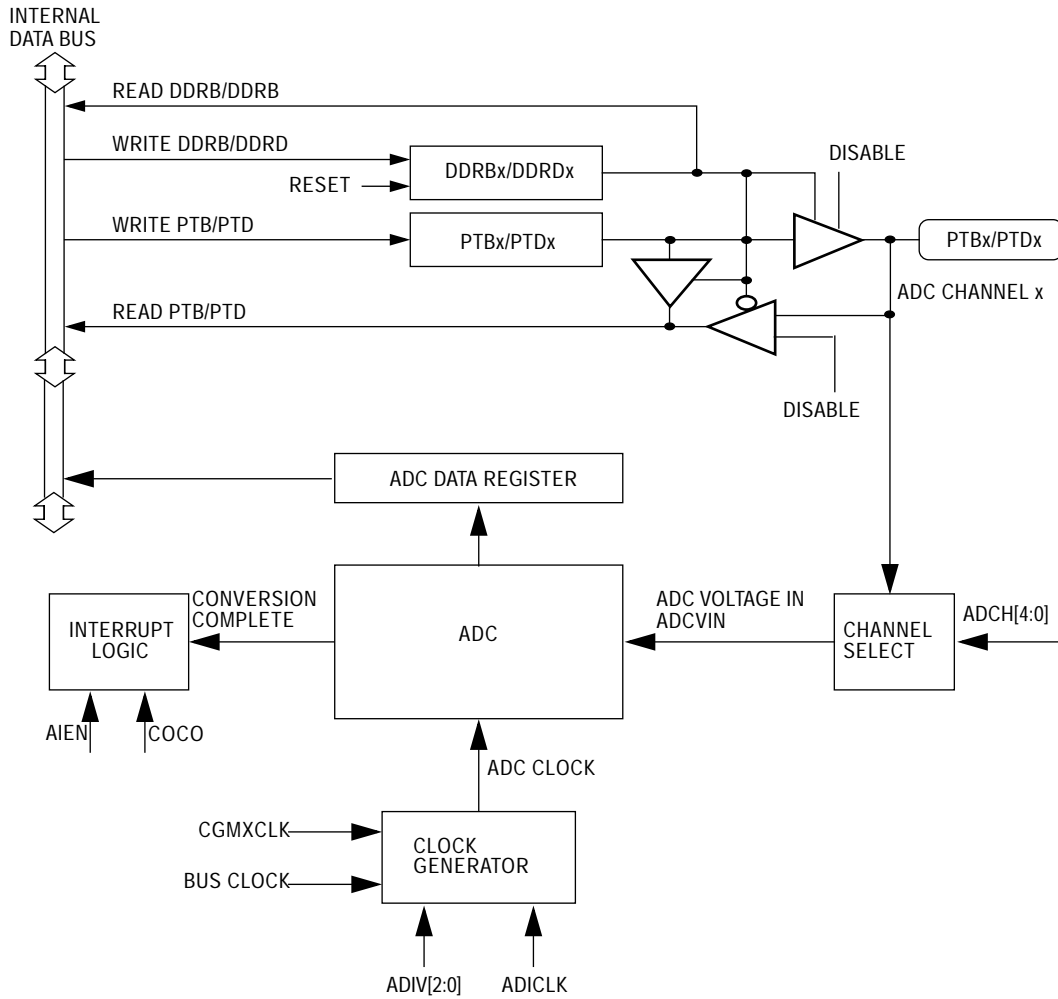 INTERNAL
DATA BUS
READ DDRB/DDRB
WRITE DDRB/DDRD
DISABLE
DDRBx/DDRDx
RESET
WRITE PTB/PTD
PTBx/PTDx
PTBx/PTDx
ADC CHANNEL x
READ PTB/PTD
DISABLE
ADC DATA REGISTER
CONVERSION
COMPLETE
INTERRUPT
LOGIC
ADC
ADC VOLTAGE IN
ADCVIN
CHANNEL
SELECT
ADCH[4:0]
AIEN
COCO
ADC CLOCK
CGMXCLK
CLOCK
GENERATOR
BUS CLOCK
ADIV[2:0]
ADICLK